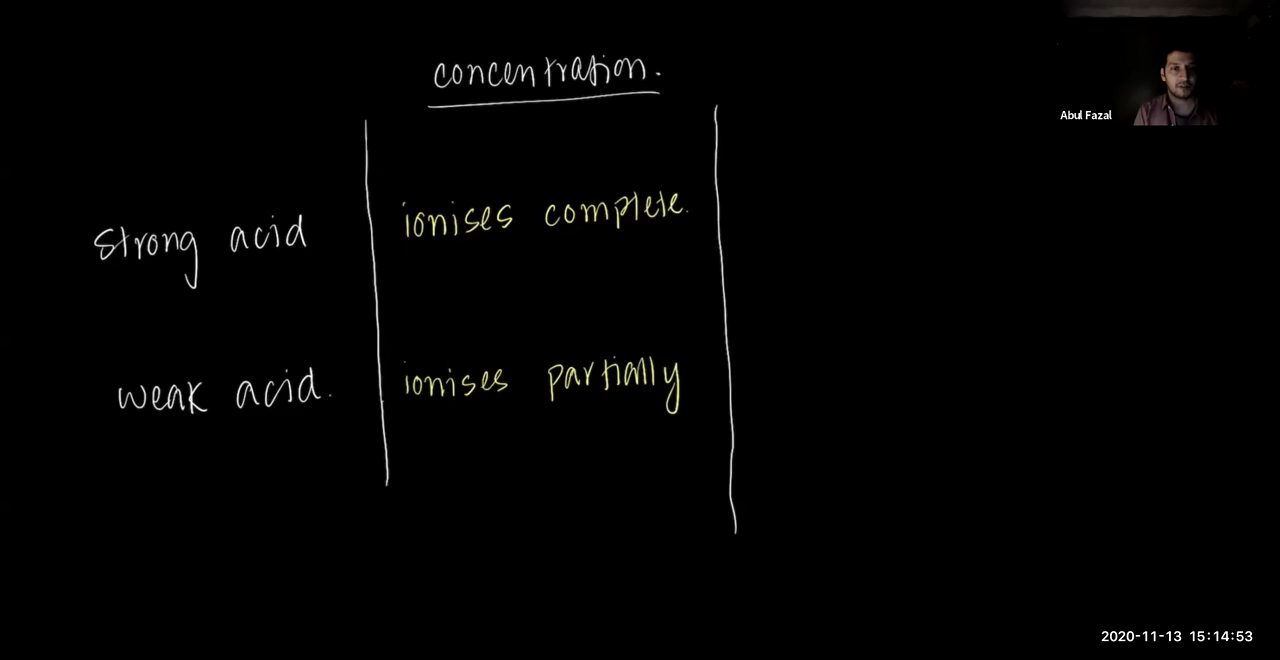 concentration.
Abul Fazal
strong acid ionises complete.
weak acid. ionises partially
2020-11-13 15:14:53